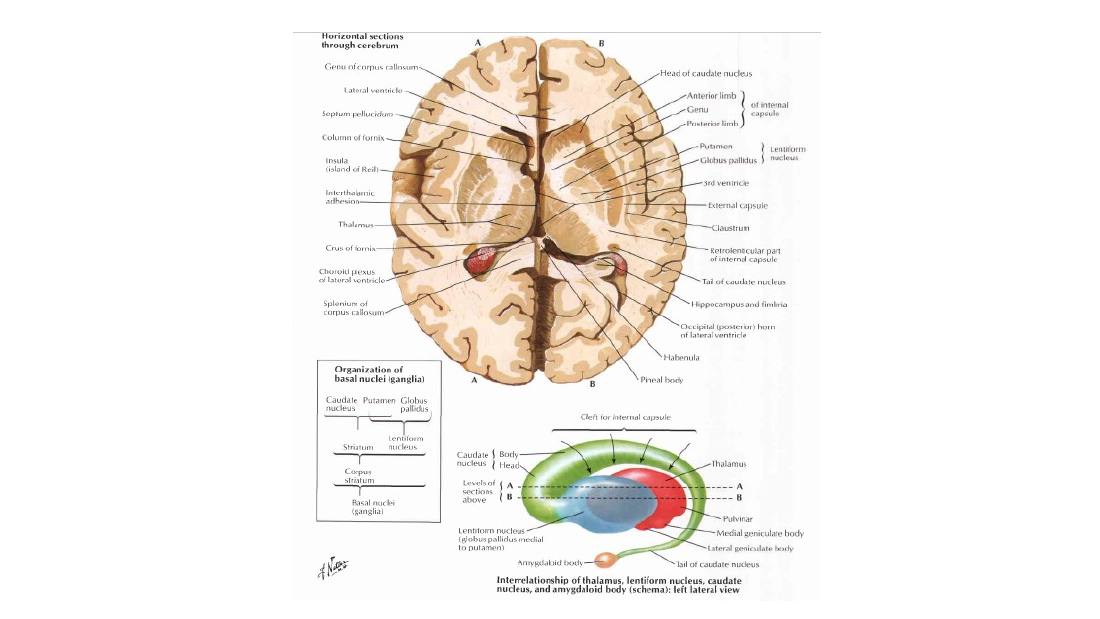 Horizontal sections
through cerebrum
A
B
Genu of corpus callosum
Lateral ventricle
Septum pellucidum
Column of fornix
Insula
(island of Reil)
Interthalamic
adhesion
Thalamus
Crus of fornix
Choroid plexus
of lateral ventricle
Splenium of
corpus callosum
Head of caudate nucleus
Anterior limb
Genu
Posterior limb
of internal
capsule
Putamen
Globus pallidus
Lentiform
nucleus
3rd ventricle
External capsule
Claustrum
Retrolenticular part
of internal capsule
Tail of caudate nucleus
Hippocampus and fimbria
Occipital (posterior) horn
of lateral ventricle
Habenula
Pineal body
A
B
Organization of
basal nuclei (ganglia)
Caudate Putamen Globus
nucleus pallidus
Lentiform
Striatum nucleus
Corpus
striatum
Basal nuclei
(ganglia)
Cleft for internal capsule
Caudate
nucleus
Body
Head
Thalamus
Levels of
sections
above
A
B
A
B
Pulvinar
Lentiform nucleus
(globus pallidus medial
to putamen)
Medial geniculate body
Lateral geniculate body
Amygdaloid body
Tail of caudate nucleus
Interrelationship of thalamus, lentiform nucleus, caudate
nucleus, and amygdaloid body (schema): left lateral view